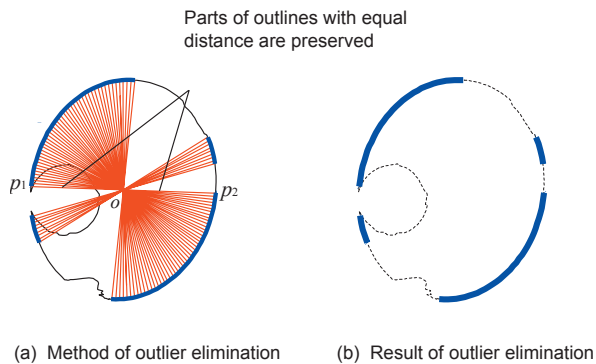 Parts of outlines with equal
distance are preserved
p1
o
p2
(a) Method of outlier elimination
(b) Result of outlier elimination